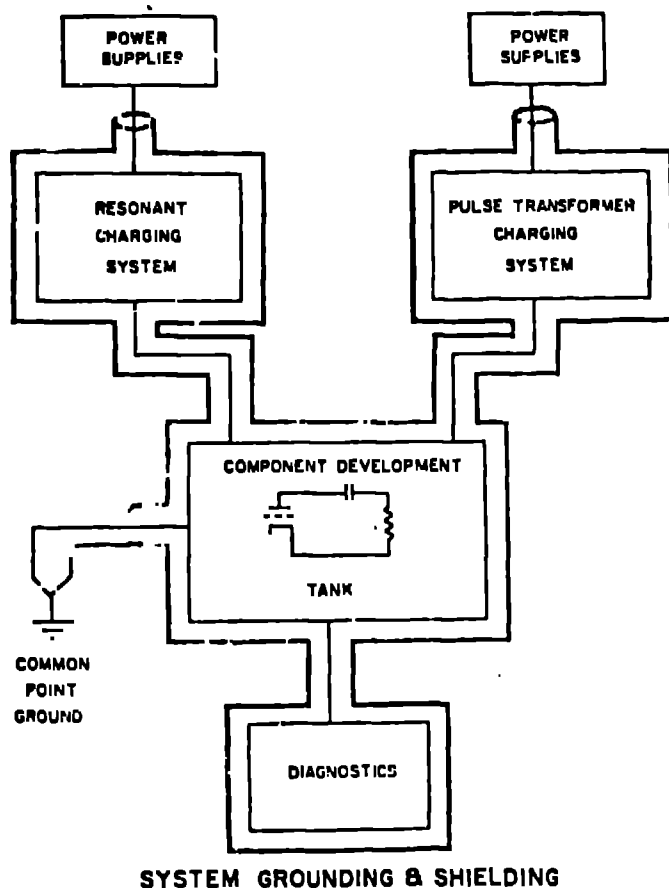 POWER
SUPPLIES
POWER
SUPPLIES
RESONANT
CHARGING
SYSTEM
PULSE TRANSFORMER
CHARGING
SYSTEM
COMPONENT DEVELOPMENT
TANK
COMMON
POINT
GROUND
DIAGNOSTICS
SYSTEM GROUNDING & SHIELDING